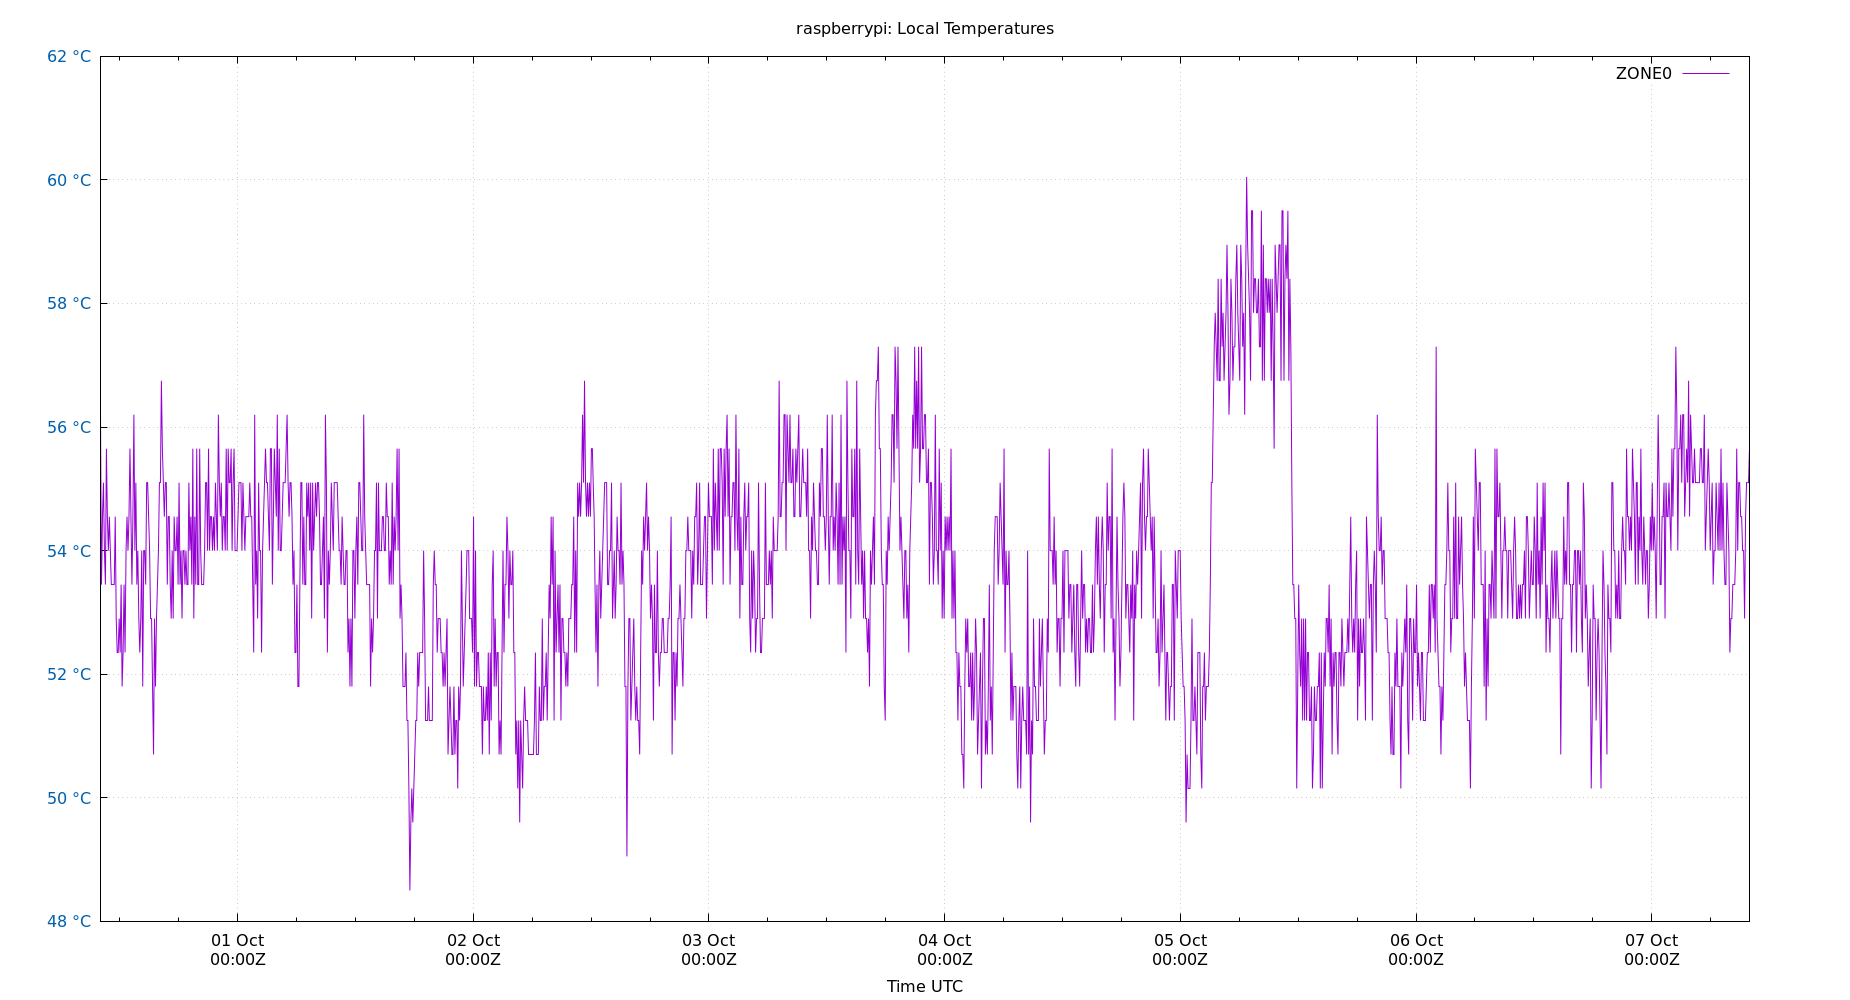 raspberrypi: Local Temperatures
62 °C
ZONE0
60 °C
58 °C
56 °C
54 °C
52 °C
50 °C
48 °C
01 Oct 02 Oct 03 Oct 04 Oct 05 Oct 06 Oct 07 Oct
00:00Z 00:00Z 00:00Z 00:00Z 00:00Z 00:00Z 00:00Z
Time UTC